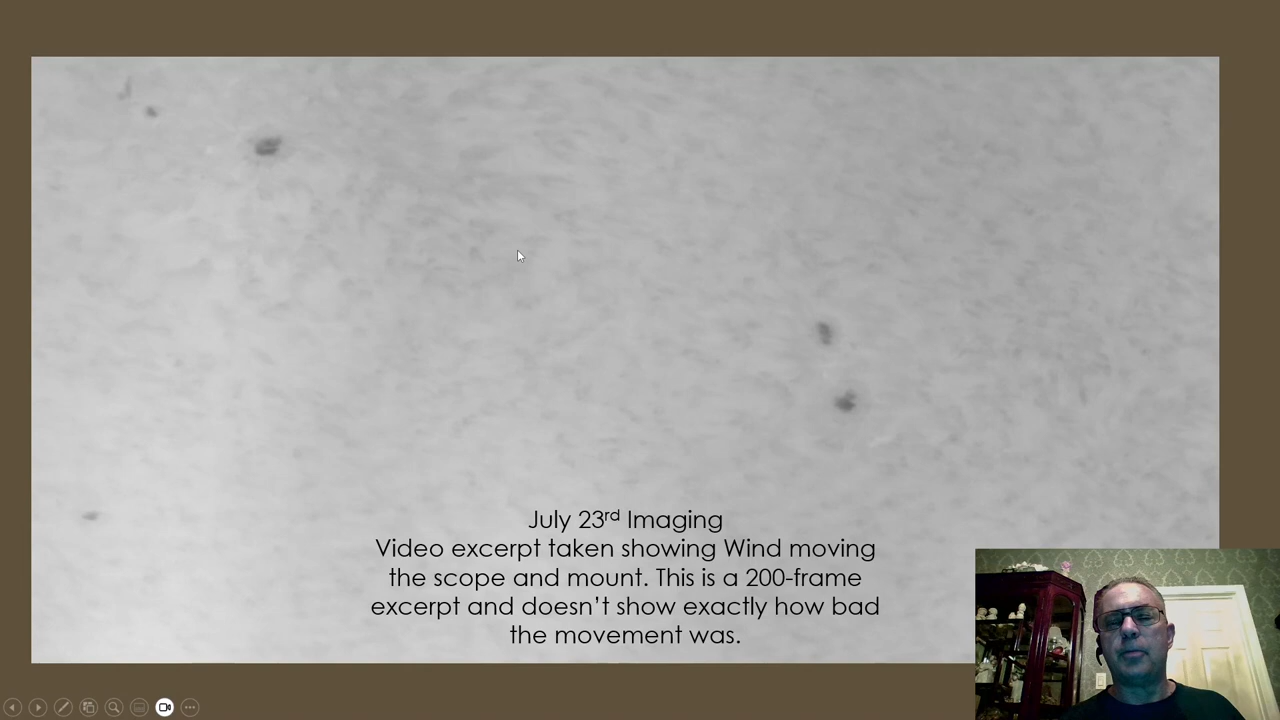 July 23rd Imaging
Video excerpt taken showing Wind moving
the scope and mount. This is a 200-frame
excerpt and doesn’t show exactly how bad
the movement was.